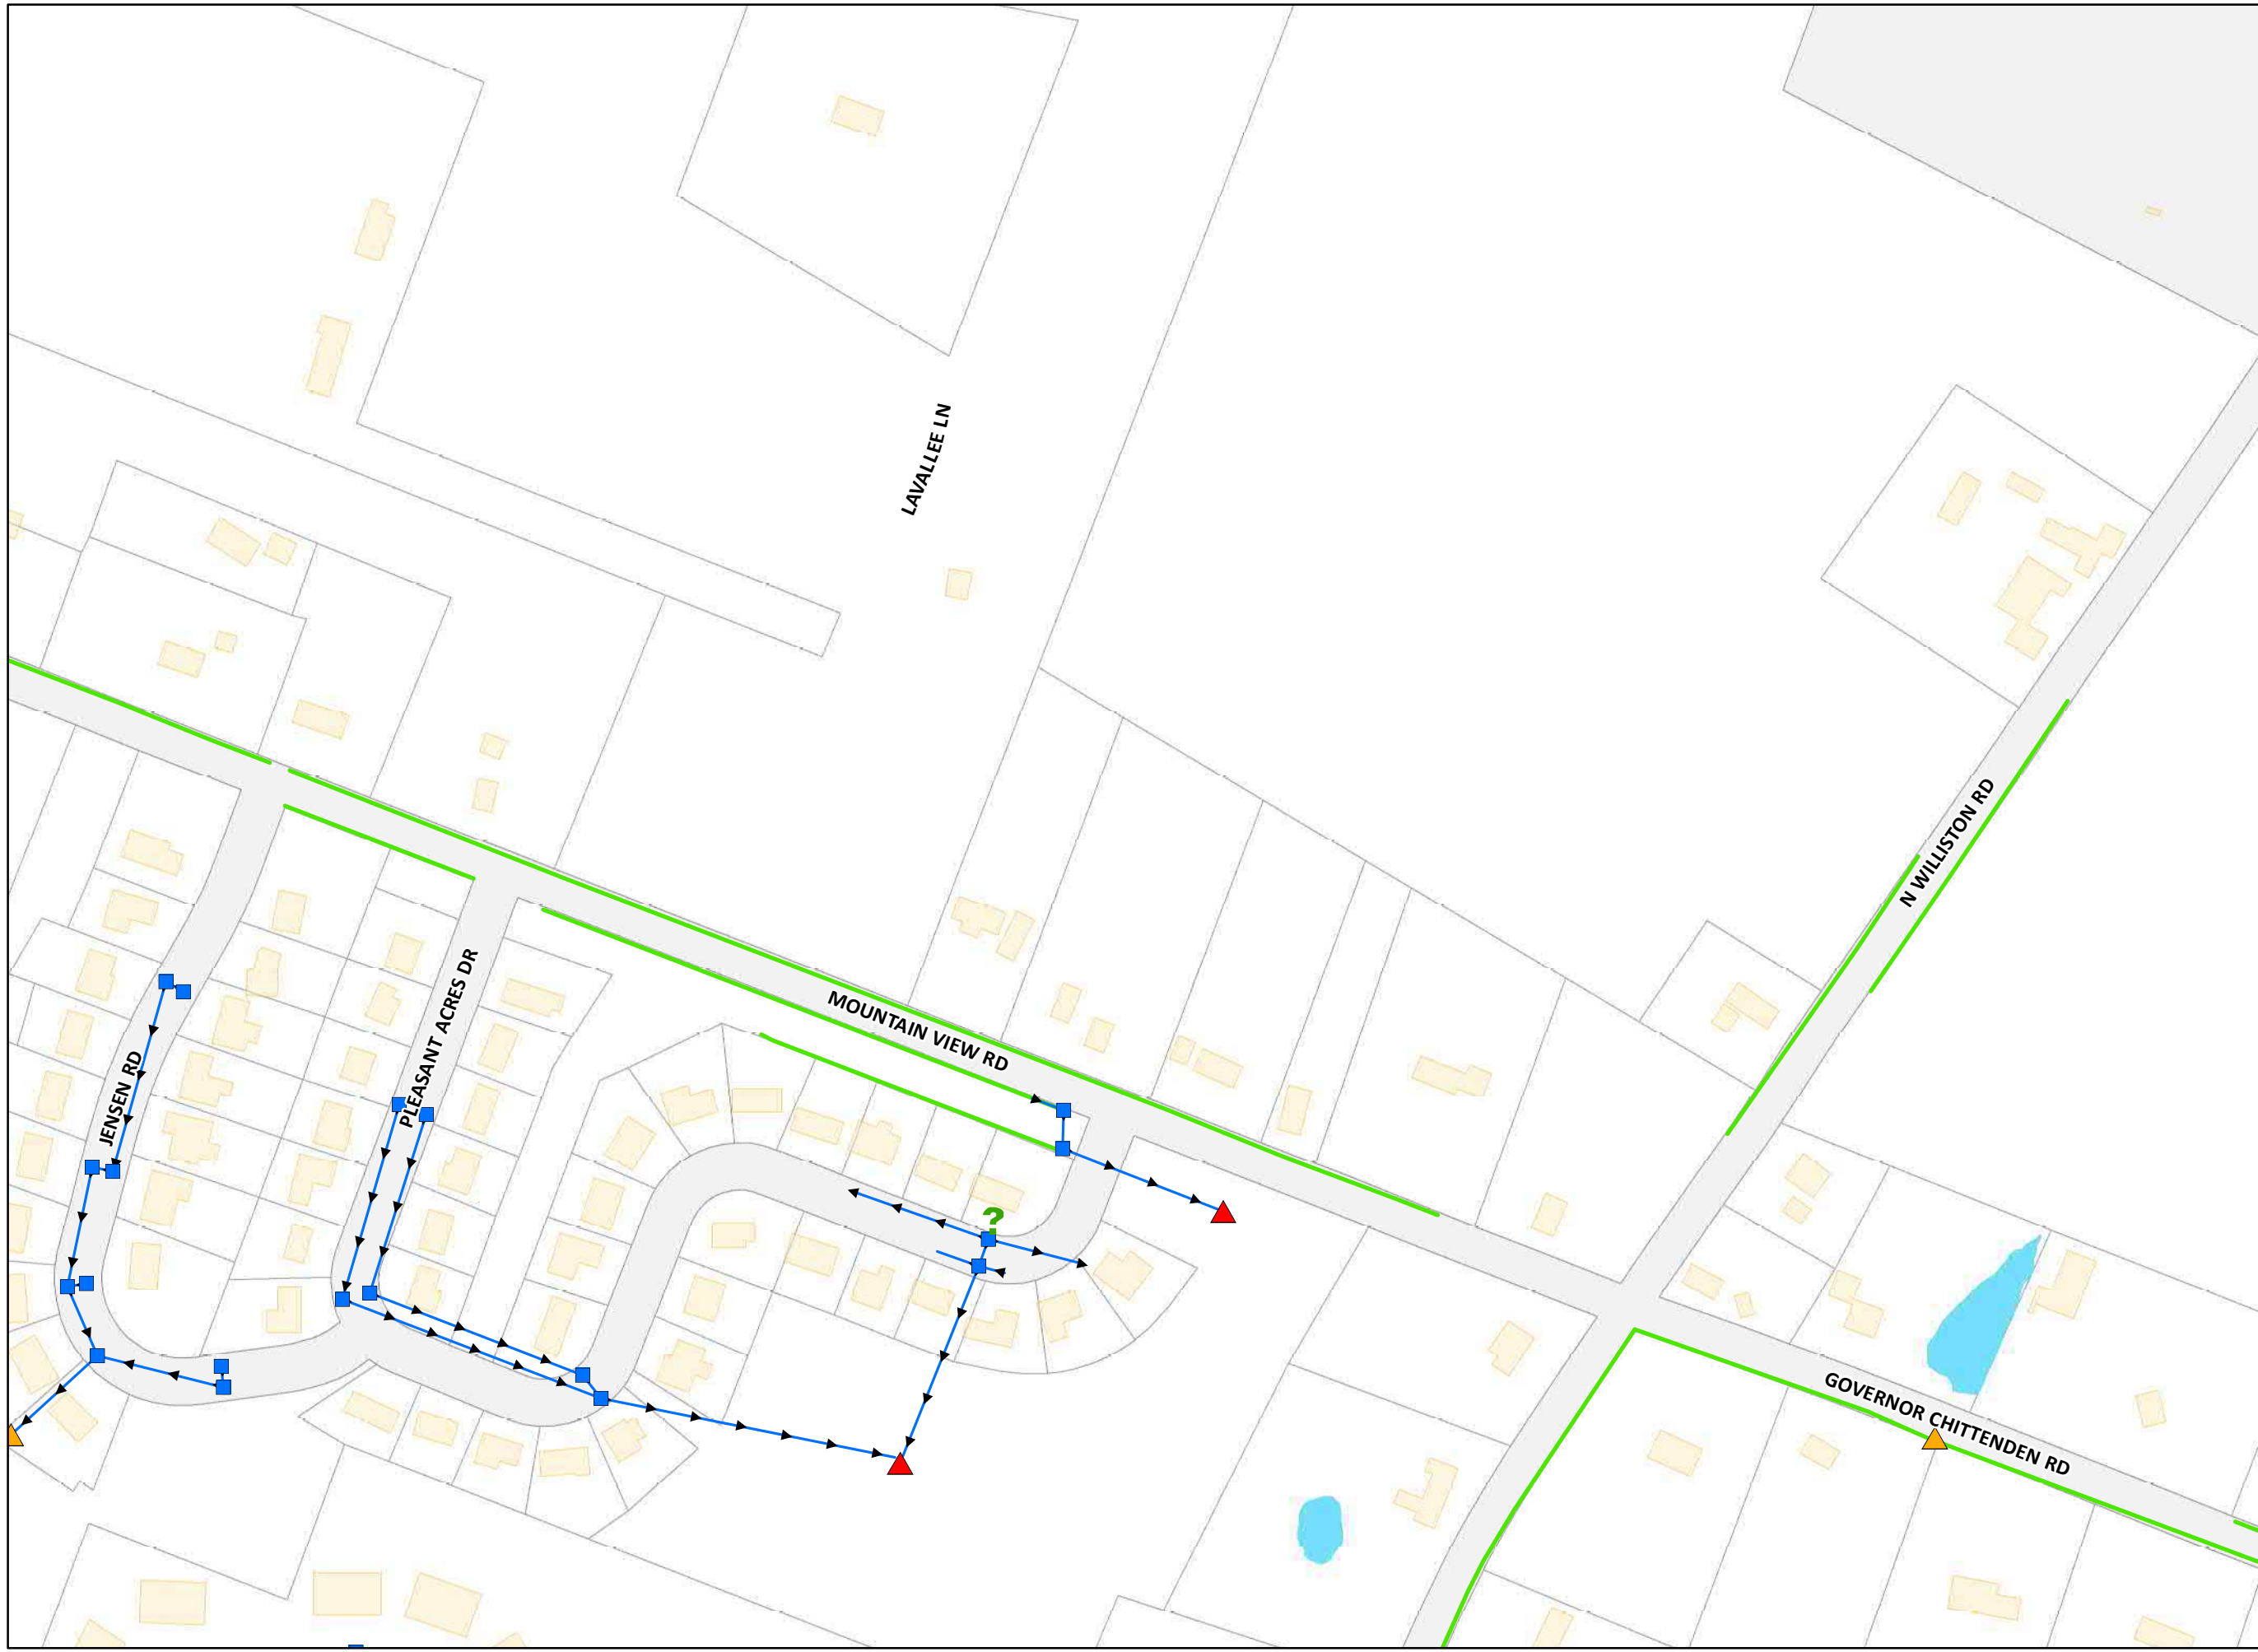 LAVALLEE LN
N WILLISTON RD
MOUNTAIN VIEW RD
PLEASANT ACRES DR
JENSEN RD
?
GOVERNOR CHITTENDEN RD